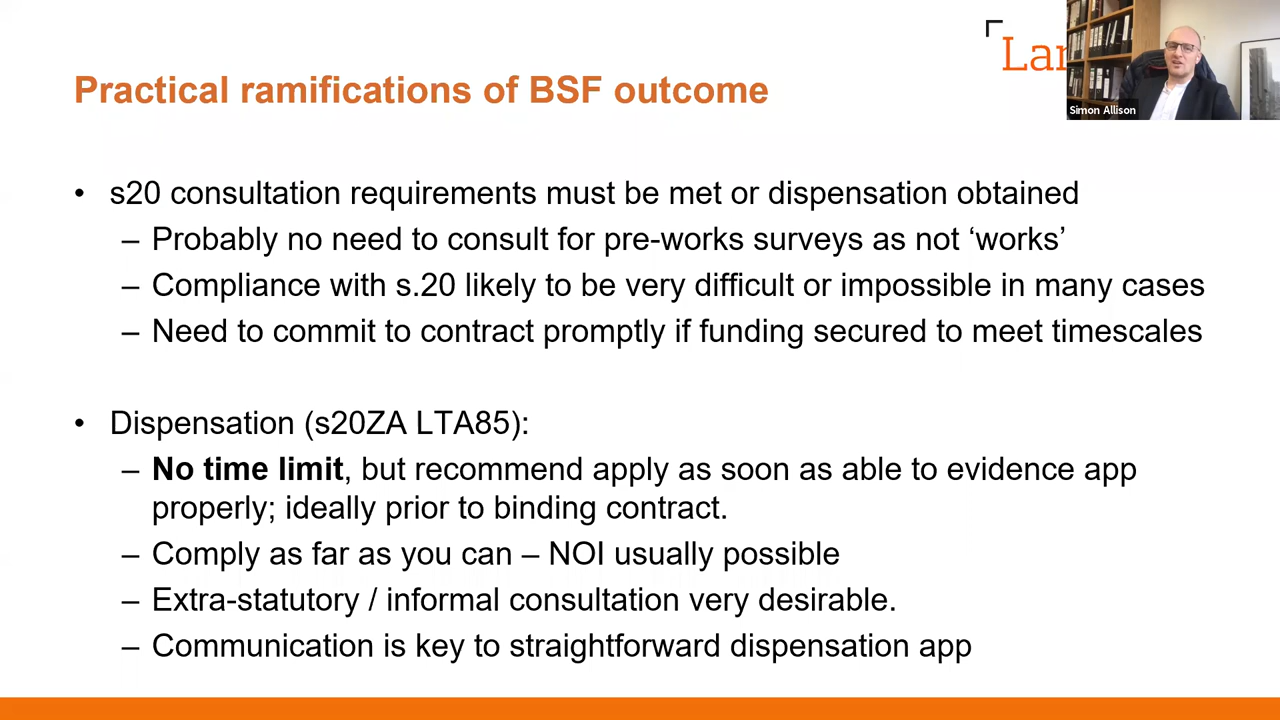 Lan
Simon Allison
Practical ramifications of BSF outcome
• s20 consultation requirements must be met or dispensation obtained
– Probably no need to consult for pre-works surveys as not ‘works’
– Compliance with s.20 likely to be very difficult or impossible in many cases
– Need to commit to contract promptly if funding secured to meet timescales
• Dispensation (s20ZA LTA85):
– No time limit, but recommend apply as soon as able to evidence app
properly; ideally prior to binding contract.
– Comply as far as you can – NOI usually possible
– Extra-statutory / informal consultation very desirable.
– Communication is key to straightforward dispensation app